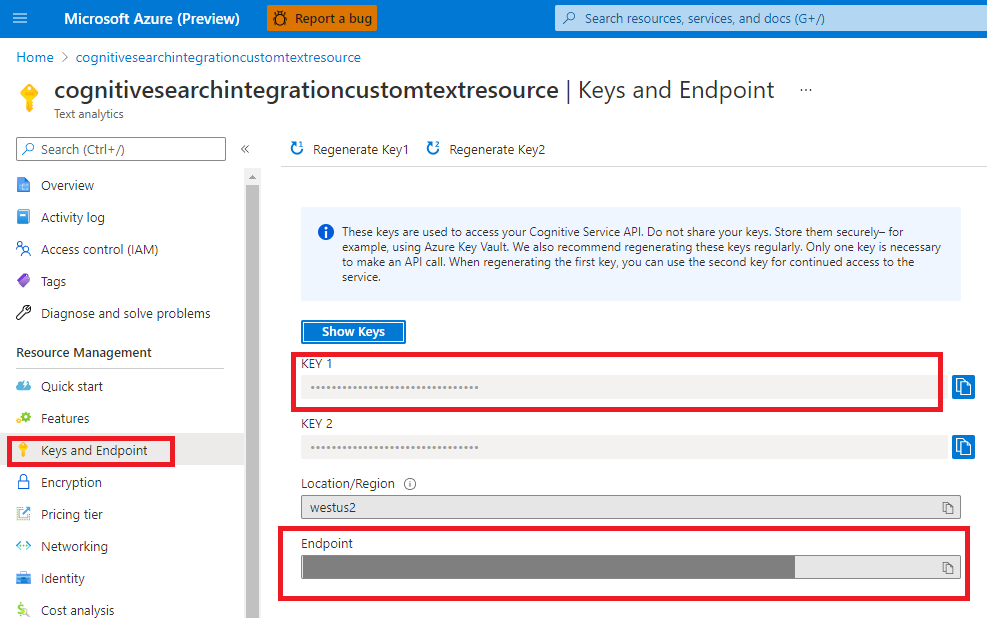 Microsoft Azure (Preview)
Report a bug
Search resources, services, and docs (G+/)
Home > cognitivesearchintegrationcustomtextresource
cognitivesearchintegrationcustomtextresource | Keys and Endpoint ...
Text analytics
Search (Ctrl+/)
«
Overview
Activity log
Access control (IAM)
Tags
Diagnose and solve problems
Resource Management
Quick start
Features
Keys and Endpoint
Encryption
Pricing tier
Networking
Identity
Cost analysis
Regenerate Key1
Regenerate Key2
These keys are used to access your Cognitive Service API. Do not share your keys. Store them securely– for
example, using Azure Key Vault. We also recommend regenerating these keys regularly. Only one key is necessary
to make an API call. When regenerating the first key, you can use the second key for continued access to the
service.
Show Keys
KEY 1
KEY 2
Location/Region
westus2
Endpoint